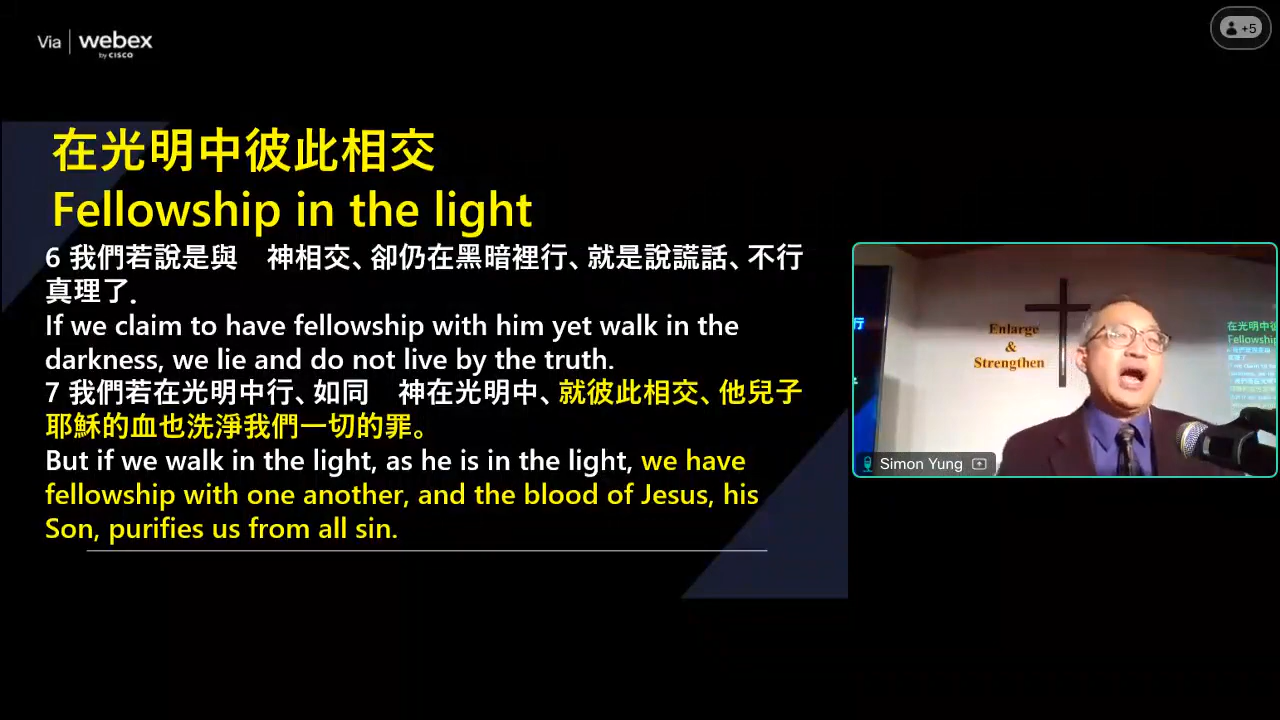 Via webex
by CISCO
+5
在光明中彼此相交
Fellowship in the light
6 我們若說是與　神相交、卻仍在黑暗裡行、就是說謊話、不行
真理了.
If we claim to have fellowship with him yet walk in the
darkness, we lie and do not live by the truth.
7 我們若在光明中行、如同　神在光明中、就彼此相交、他兒子
耶穌的血也洗淨我們一切的罪。
But if we walk in the light, as he is in the light, we have
fellowship with one another, and the blood of Jesus, his
Son, purifies us from all sin.
行
Enlarge
&
Strengthen
在光明中彼
Fellowship
Simon Yung